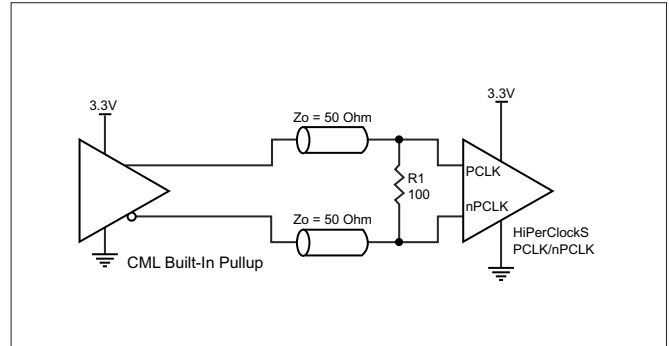 3.3V
3.3V
Zo = 50 Ohm
PCLK
R1
100
nPCLK
Zo = 50 Ohm
HiPerClockS
PCLK/nPCLK
CML Built-In Pullup